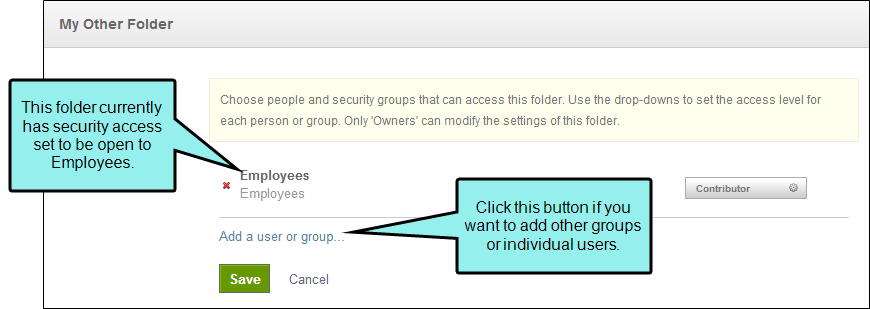 My Other Folder
Choose people and security groups that can access this folder. Use the drop-downs to set the access level for
each person or group. Only 'Owners' can modify the settings of this folder.
This folder currently
has security access
set to be open to
Employees.
Employees
Employees
Contributor
Add a user or group...
Click this button if you
want to add other groups
or individual users.
Save
Cancel